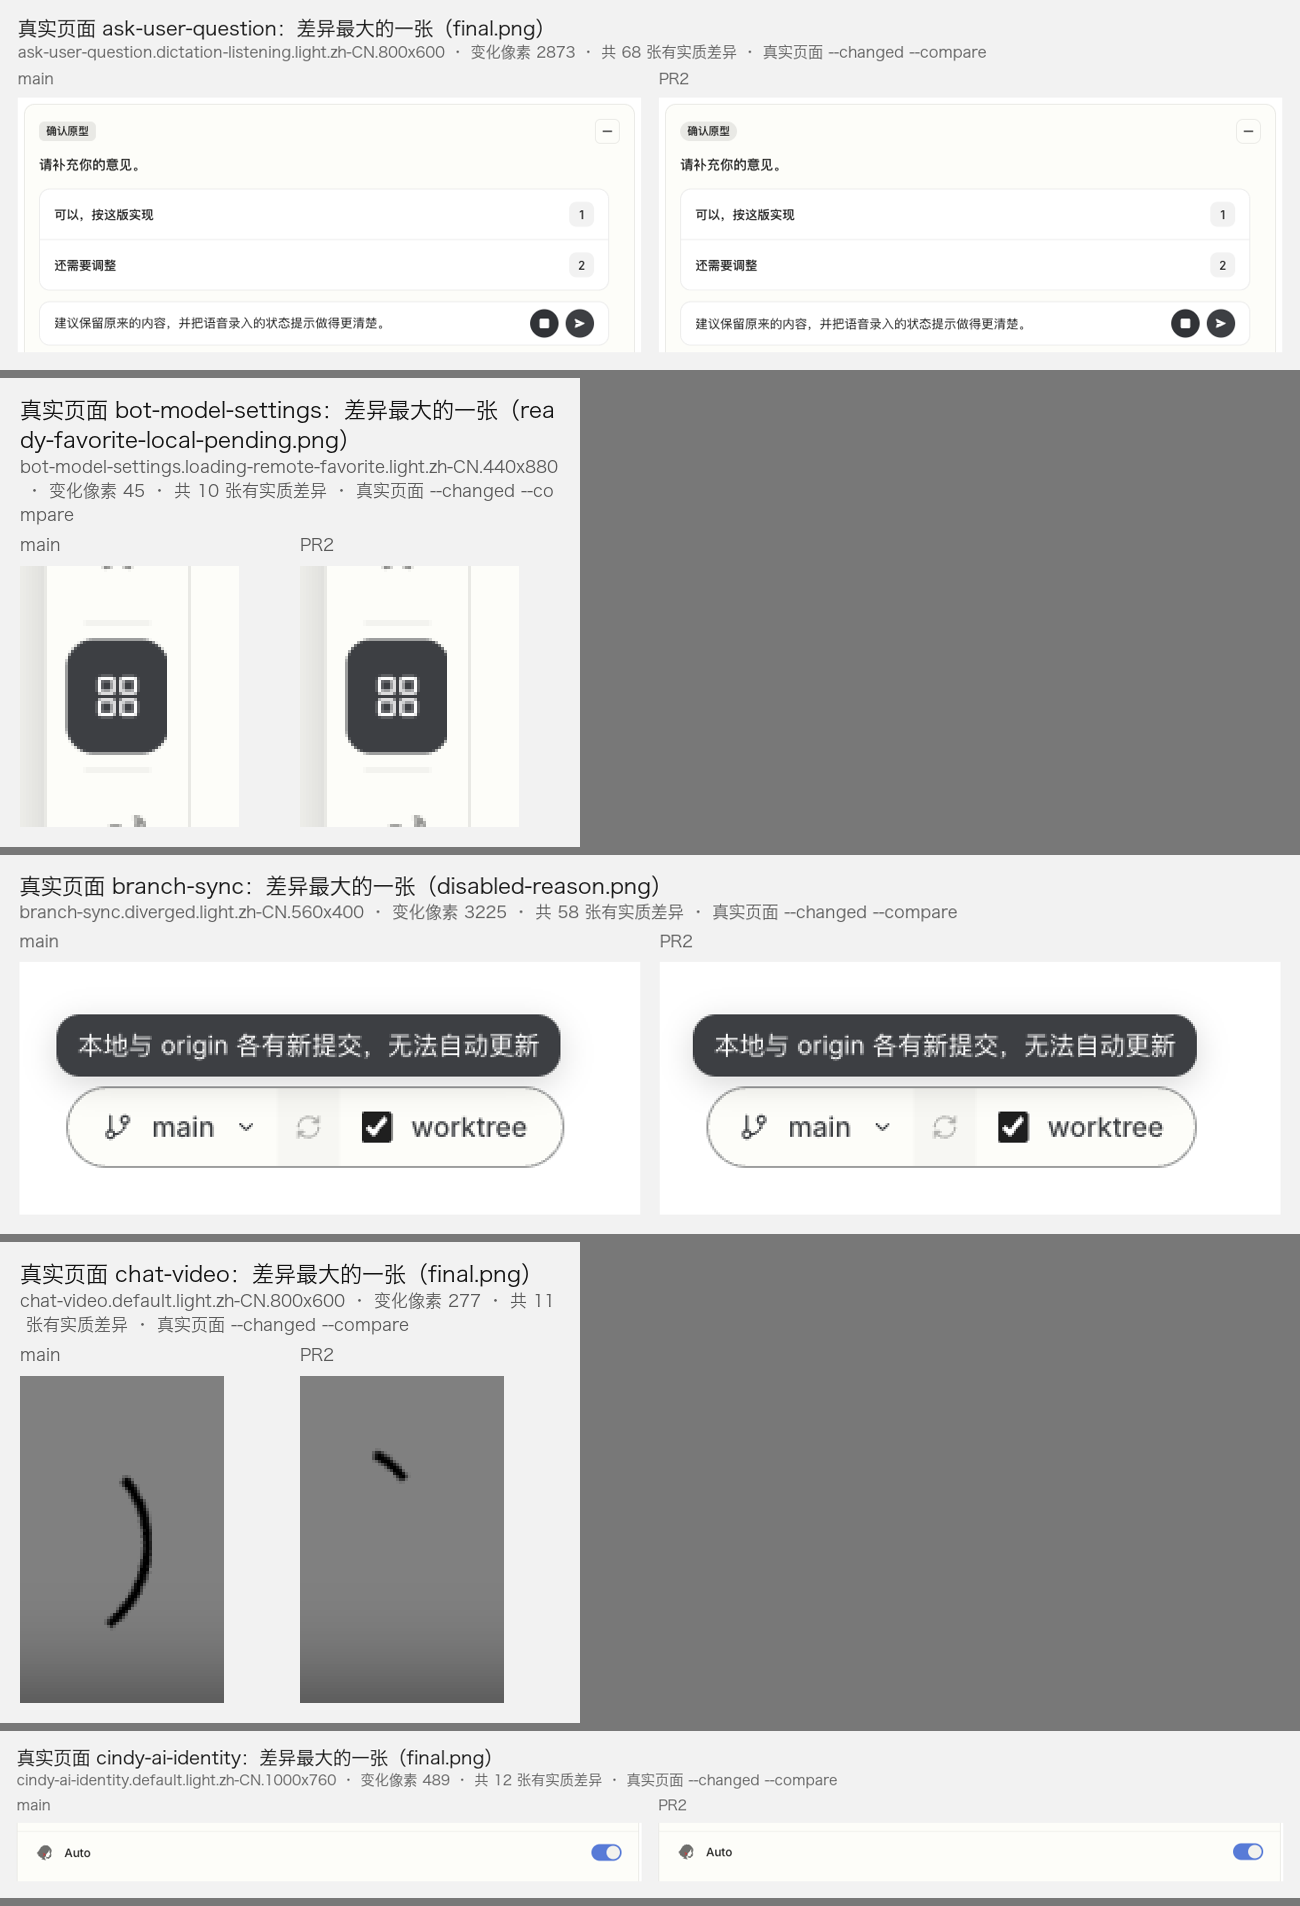 真实页面 ask-user-question：差异最大的一张（final.png）
ask-user-question.dictation-listening.light.zh-CN.800x600 · 变化像素 2873 · 共 68 张有实质差异 · 真实页面 --changed --compare
main
PR2
确认原型
确认原型
请补充你的意见。
请补充你的意见。
可以，按这版实现
1
可以，按这版实现
1
还需要调整
2
还需要调整
2
建议保留原来的内容，并把语音录入的状态提示做得更清楚。
建议保留原来的内容，并把语音录入的状态提示做得更清楚。
真实页面 bot-model-settings：差异最大的一张（rea
dy-favorite-local-pending.png）
bot-model-settings.loading-remote-favorite.light.zh-CN.440x880
· 变化像素 45 · 共 10 张有实质差异 · 真实页面 --changed --co
mpare
main
PR2
真实页面 branch-sync：差异最大的一张（disabled-reason.png）
branch-sync.diverged.light.zh-CN.560x400 · 变化像素 3225 · 共 58 张有实质差异 · 真实页面 --changed --compare
main
PR2
本地与 origin 各有新提交，无法自动更新
本地与 origin 各有新提交，无法自动更新
main
worktree
main
worktree
真实页面 chat-video：差异最大的一张（final.png）
chat-video.default.light.zh-CN.800x600 · 变化像素 277 · 共 11
张有实质差异 · 真实页面 --changed --compare
main
PR2
真实页面 cindy-ai-identity：差异最大的一张（final.png）
cindy-ai-identity.default.light.zh-CN.1000x760 · 变化像素 489 · 共 12 张有实质差异 · 真实页面 --changed --compare
main
PR2
Auto
Auto